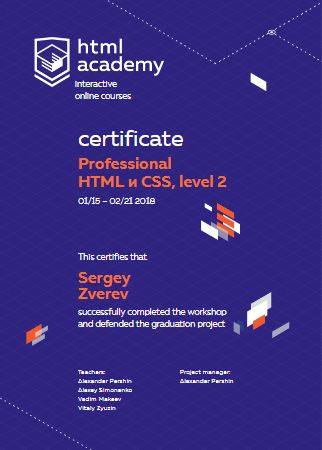 html
academy
interactive
online courses
certificate
Professional
HTML и CSS, level 2
01/15 – 02/21 2018
This certifies that
Sergey
Zverev
successfully completed the workshop
and defended the graduation project
Teachers:
Alexander Pershin
Alexey Simonenko
Vadim Makeev
Vitaly Zyuzin
Project manager:
Alexander Pershin